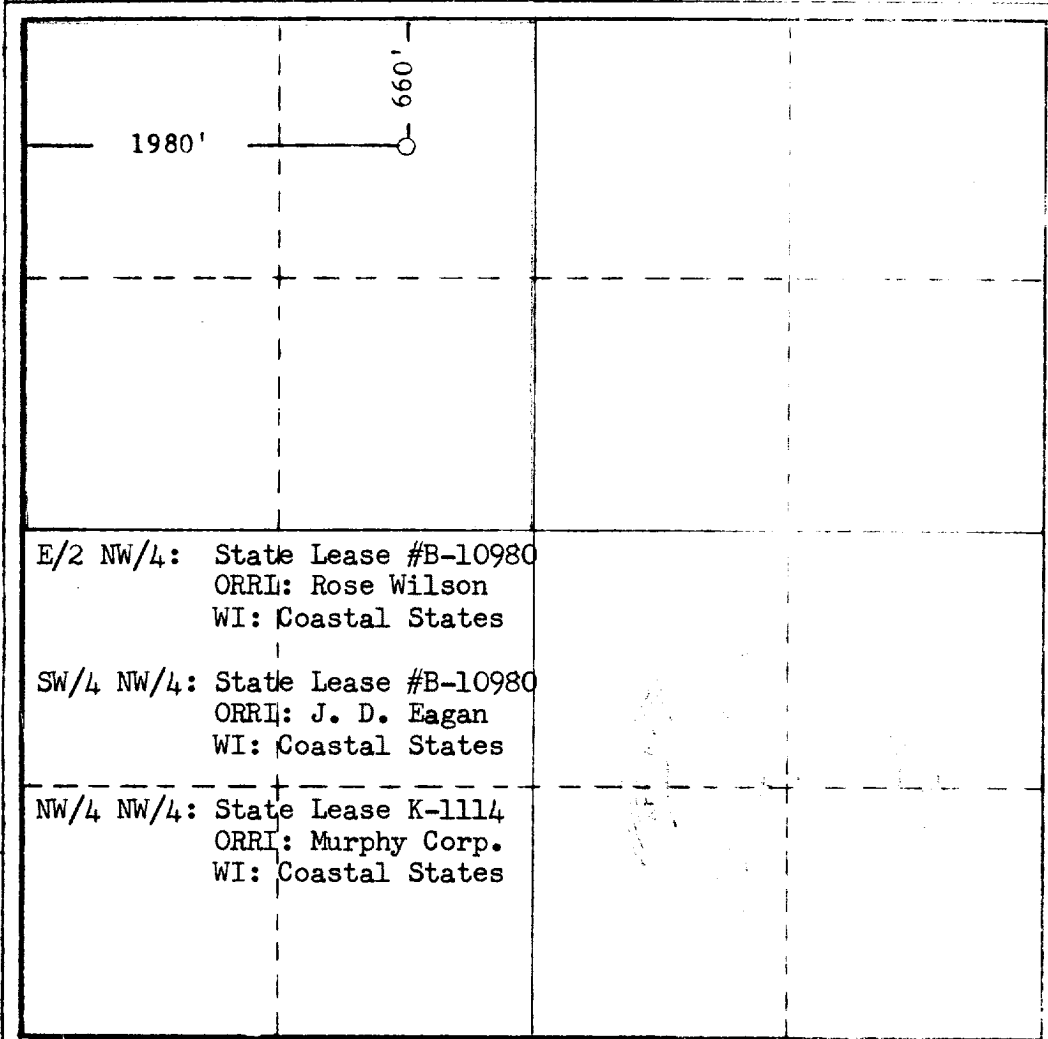 660'
1980'
E/2 NW/4: State Lease #B-10980
ORRI: Rose Wilson
WI: Coastal States
SW/4 NW/4: State Lease #B-10980
ORRI: J. D. Eagan
WI: Coastal States
NW/4 NW/4: State Lease K-1114
ORRI: Murphy Corp.
WI: Coastal States